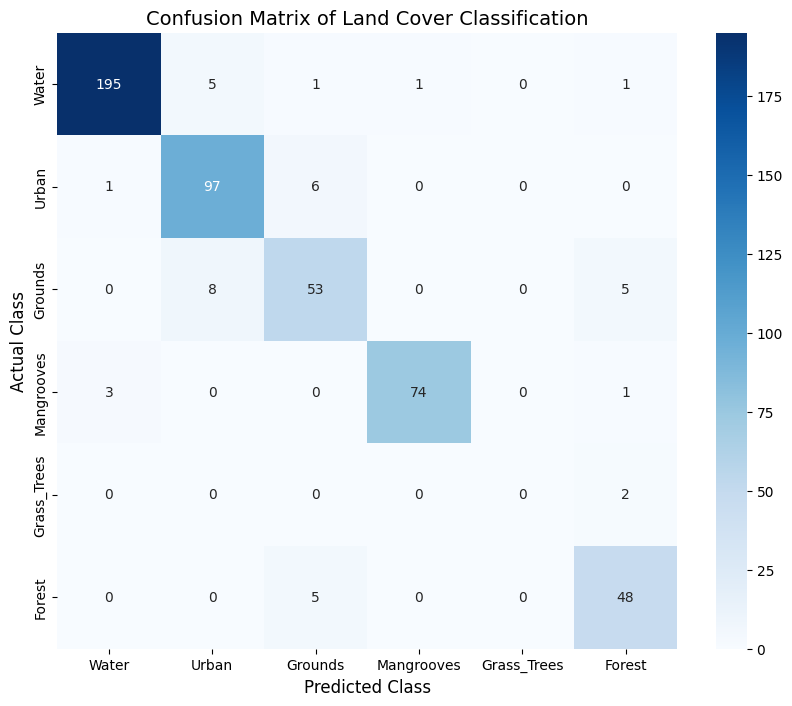 Confusion Matrix of Land Cover Classification
Actual Class
Water 195 5 1 1 0 1
Urban 1 97 6 0 0 0
Grounds 0 8 53 0 0 5
Mangrooves 3 0 0 74 0 1
Grass_Trees 0 0 0 0 0 2
Forest 0 0 5 0 0 48
Water Urban Grounds Mangrooves Grass_Trees Forest
Predicted Class
175
150
125
100
75
50
25
0